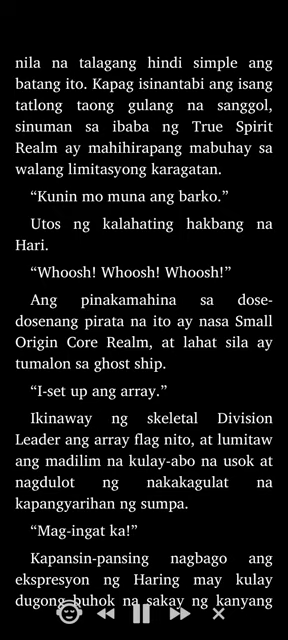 nila na talagang hindi simple ang
batang ito. Kapag isinantabi ang isang
tatlong taong gulang na sanggol,
sinuman sa ibaba ng True Spirit
Realm ay mahihirapang mabuhay sa
walang limitasyong karagatan.
“Kunin mo muna ang barko.”
Utos ng kalahating hakbang na
Hari.
“Whoosh! Whoosh! Whoosh!”
Ang pinakamahina sa dose-
dosenang pirata na ito ay nasa Small
Origin Core Realm, at lahat sila ay
tumalon sa ghost ship.
“I-set up ang array.”
Ikinaway ng skeletal Division
Leader ang array flag nito, at lumitaw
ang madilim na kulay-abo na usok at
nagdulot ng nakakagulat na
kapangyarihan ng sumpa.
“Mag-ingat ka!”
Kapansin-pansing nagbago ang
ekspresyon ng Haring may kulay
dugong buhok na sakay ng kanyang